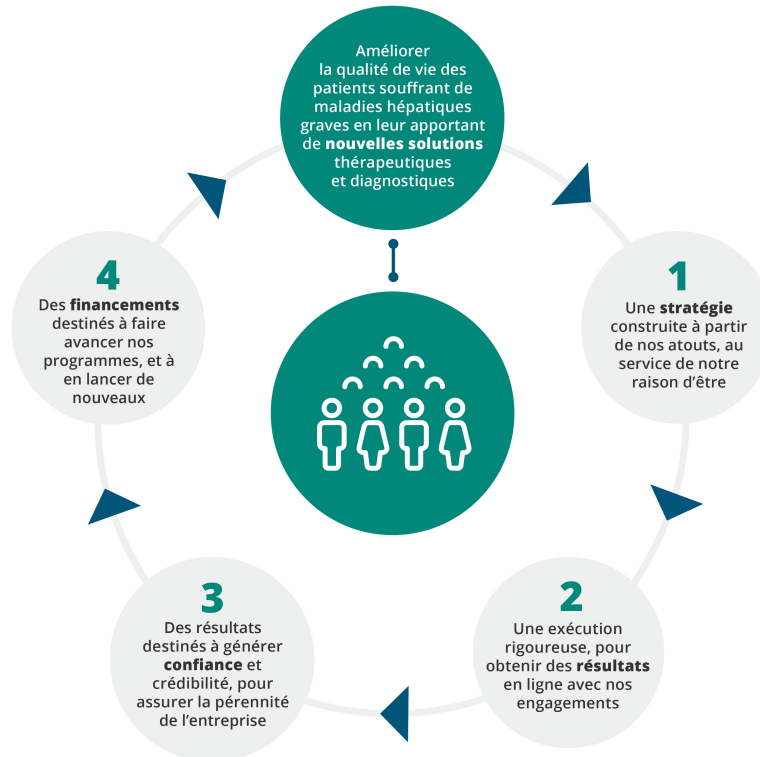 Améliorer
la qualité de vie des
patients souffrant de
maladies hépatiques
graves en leur apportant
de nouvelles solutions
thérapeutiques
et diagnostiques
1
Une stratégie
construite à partir
de nos atouts, au
service de notre
raison d'être
2
Une exécution
rigoureuse, pour
obtenir des résultats
en ligne avec nos
engagements
3
Des résultats
destinés à générer
confiance et
crédibilité, pour
assurer la pérennité
de l'entreprise
4
Des financements
destinés à faire
avancer nos
programmes, et à
en lancer de
nouveaux